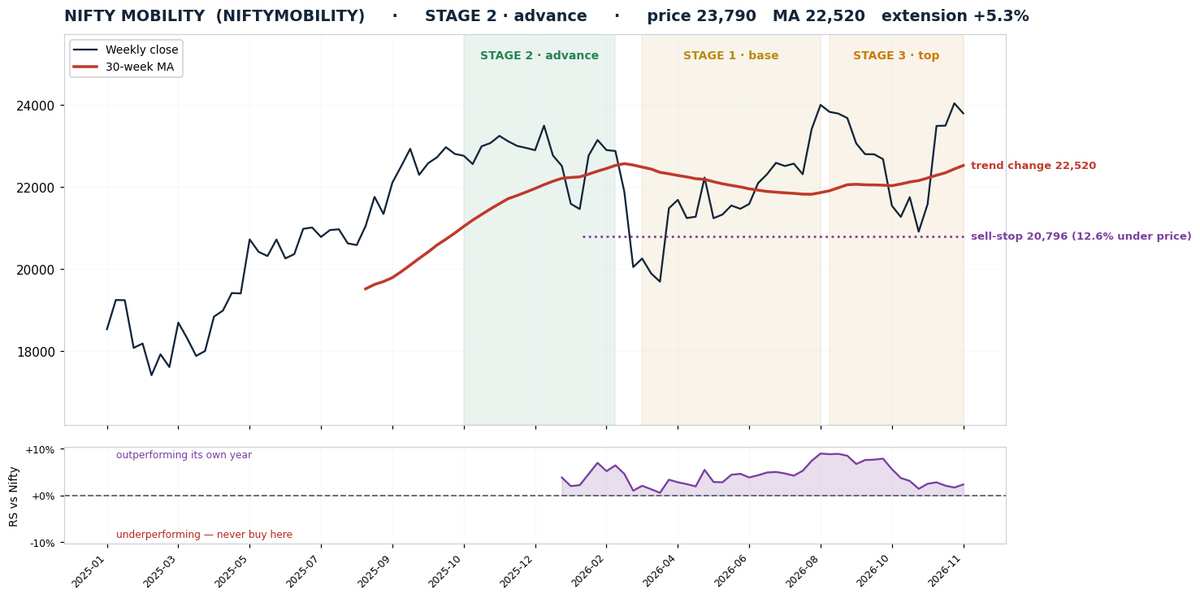 NIFTY MOBILITY (NIFTYMOBILITY) · STAGE 2 · advance · price 23,790 MA 22,520 extension +5.3%
Weekly close
30-week MA
STAGE 2 · advance
STAGE 1 · base
STAGE 3 · top
24000
22000
20000
18000
trend change 22,520
sell-stop 20,796 (12.6% under price)
RS vs Nifty
+10%
+0%
-10%
outperforming its own year
underperforming — never buy here
2025-01
2025-03
2025-05
2025-07
2025-09
2025-10
2025-12
2026-02
2026-04
2026-06
2026-08
2026-10
2026-11